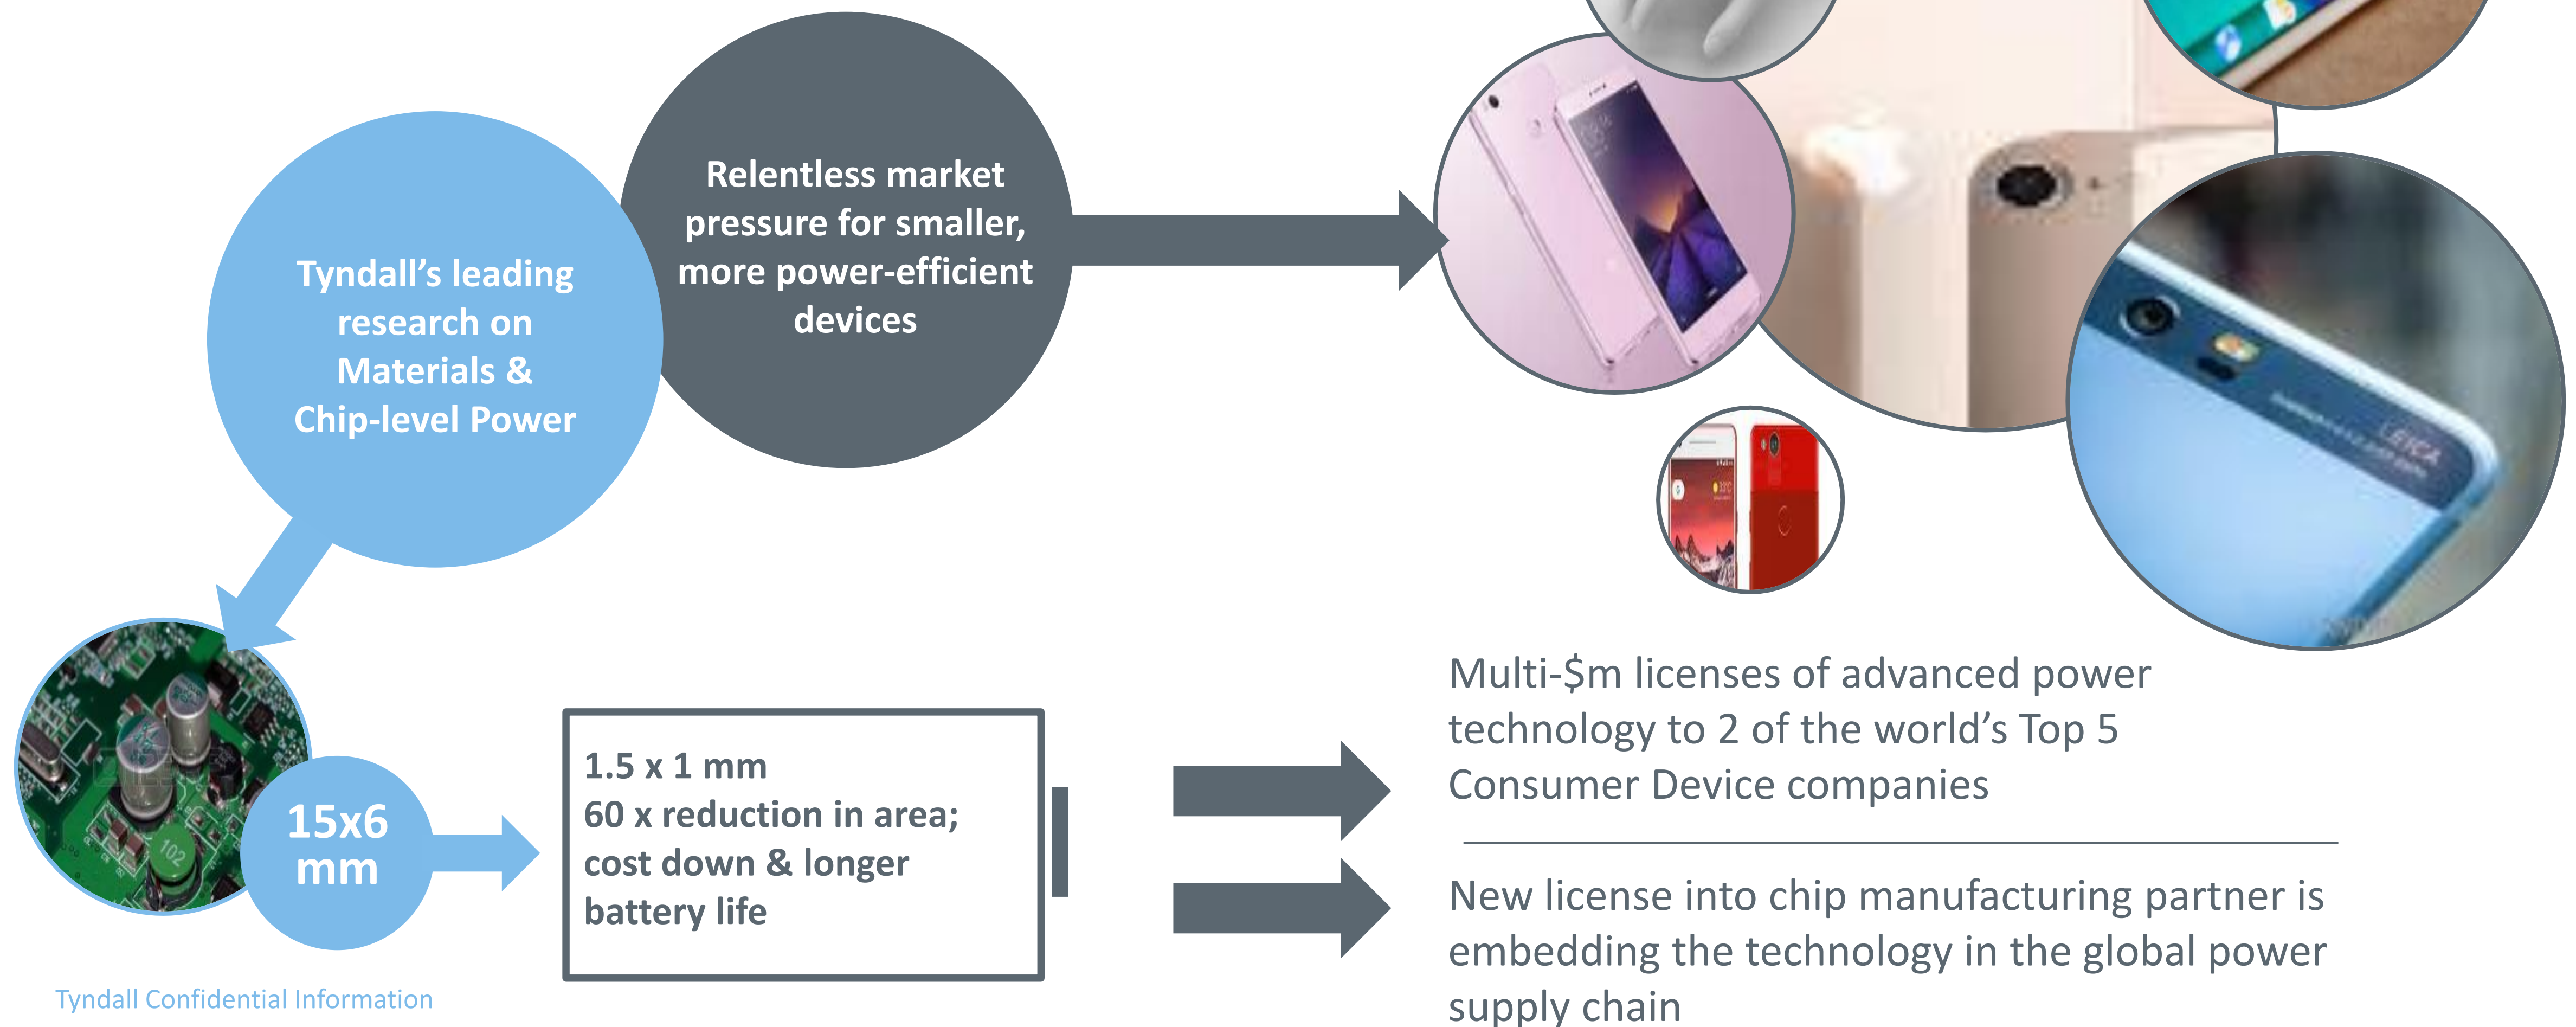 Relentless market
pressure for smaller,
more power-efficient
devices
Tyndall’s leading
research on
Materials &
Chip-level Power
LEICA
102
15x6
mm
1.5 x 1 mm
60 x reduction in area;
cost down & longer
battery life
Multi-$m licenses of advanced power
technology to 2 of the world’s Top 5
Consumer Device companies
New license into chip manufacturing partner is
embedding the technology in the global power
supply chain
Tyndall Confidential Information